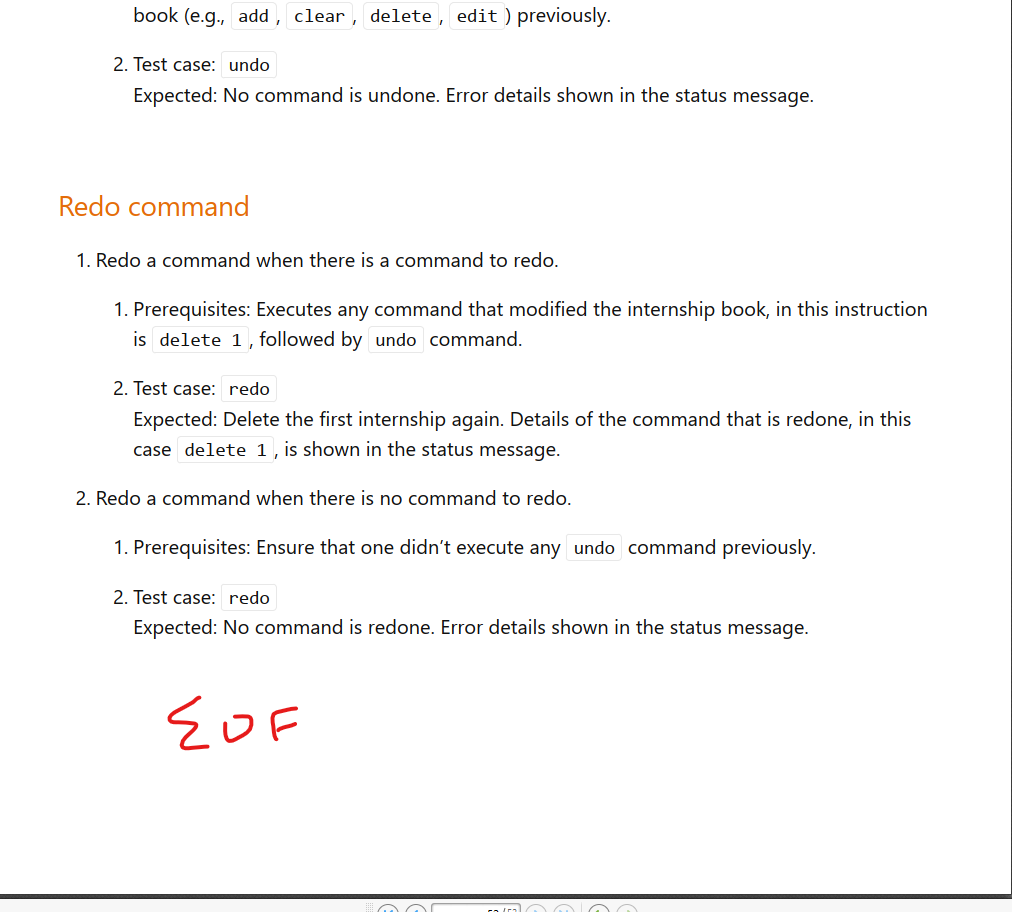 book (e.g., add, clear, delete, edit) previously.
2. Test case: undo
Expected: No command is undone. Error details shown in the status message.
Redo command
1. Redo a command when there is a command to redo.
1. Prerequisites: Executes any command that modified the internship book, in this instruction
is delete 1, followed by undo command.
2. Test case: redo
Expected: Delete the first internship again. Details of the command that is redone, in this
case delete 1, is shown in the status message.
2. Redo a command when there is no command to redo.
1. Prerequisites: Ensure that one didn't execute any undo command previously.
2. Test case: redo
Expected: No command is redone. Error details shown in the status message.
EOF